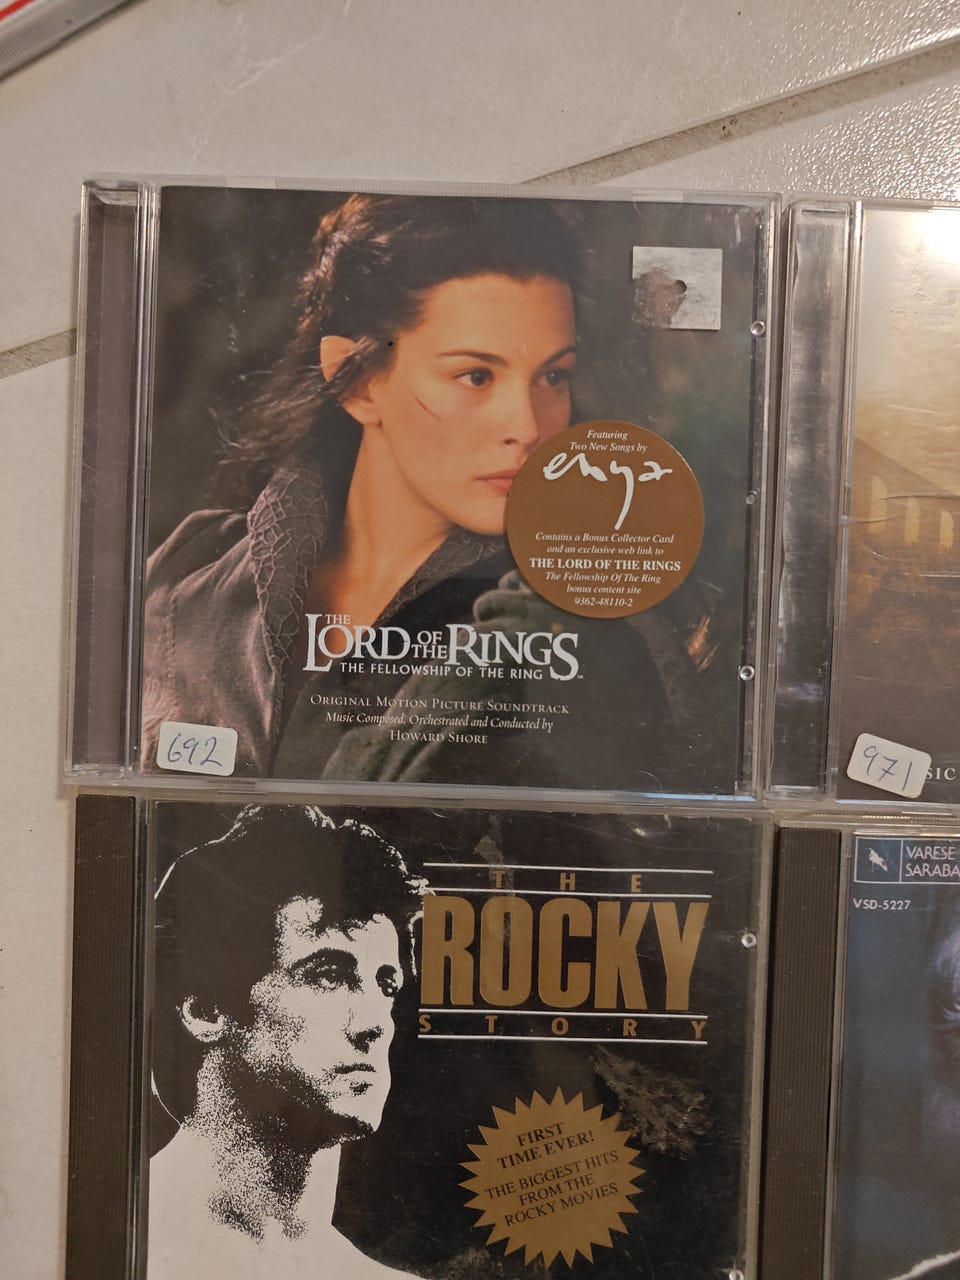 Featuring
Two New Songs by
enya
Contains a Bonus Collector Card
and an exclusive web link to
THE LORD OF THE RINGS
The Fellowship Of The Ring
bonus content site
9362-48110-2
THE
LORD OF THE RINGS
THE FELLOWSHIP OF THE RING
ORIGINAL MOTION PICTURE SOUNDTRACK
Music Composed, Orchestrated and Conducted by
HOWARD SHORE
692
971
SIC
THE
ROCKY
STORY
FIRST
TIME EVER!
THE BIGGEST HITS
FROM THE
ROCKY MOVIES
VARESE
SARABA
VSD-5227